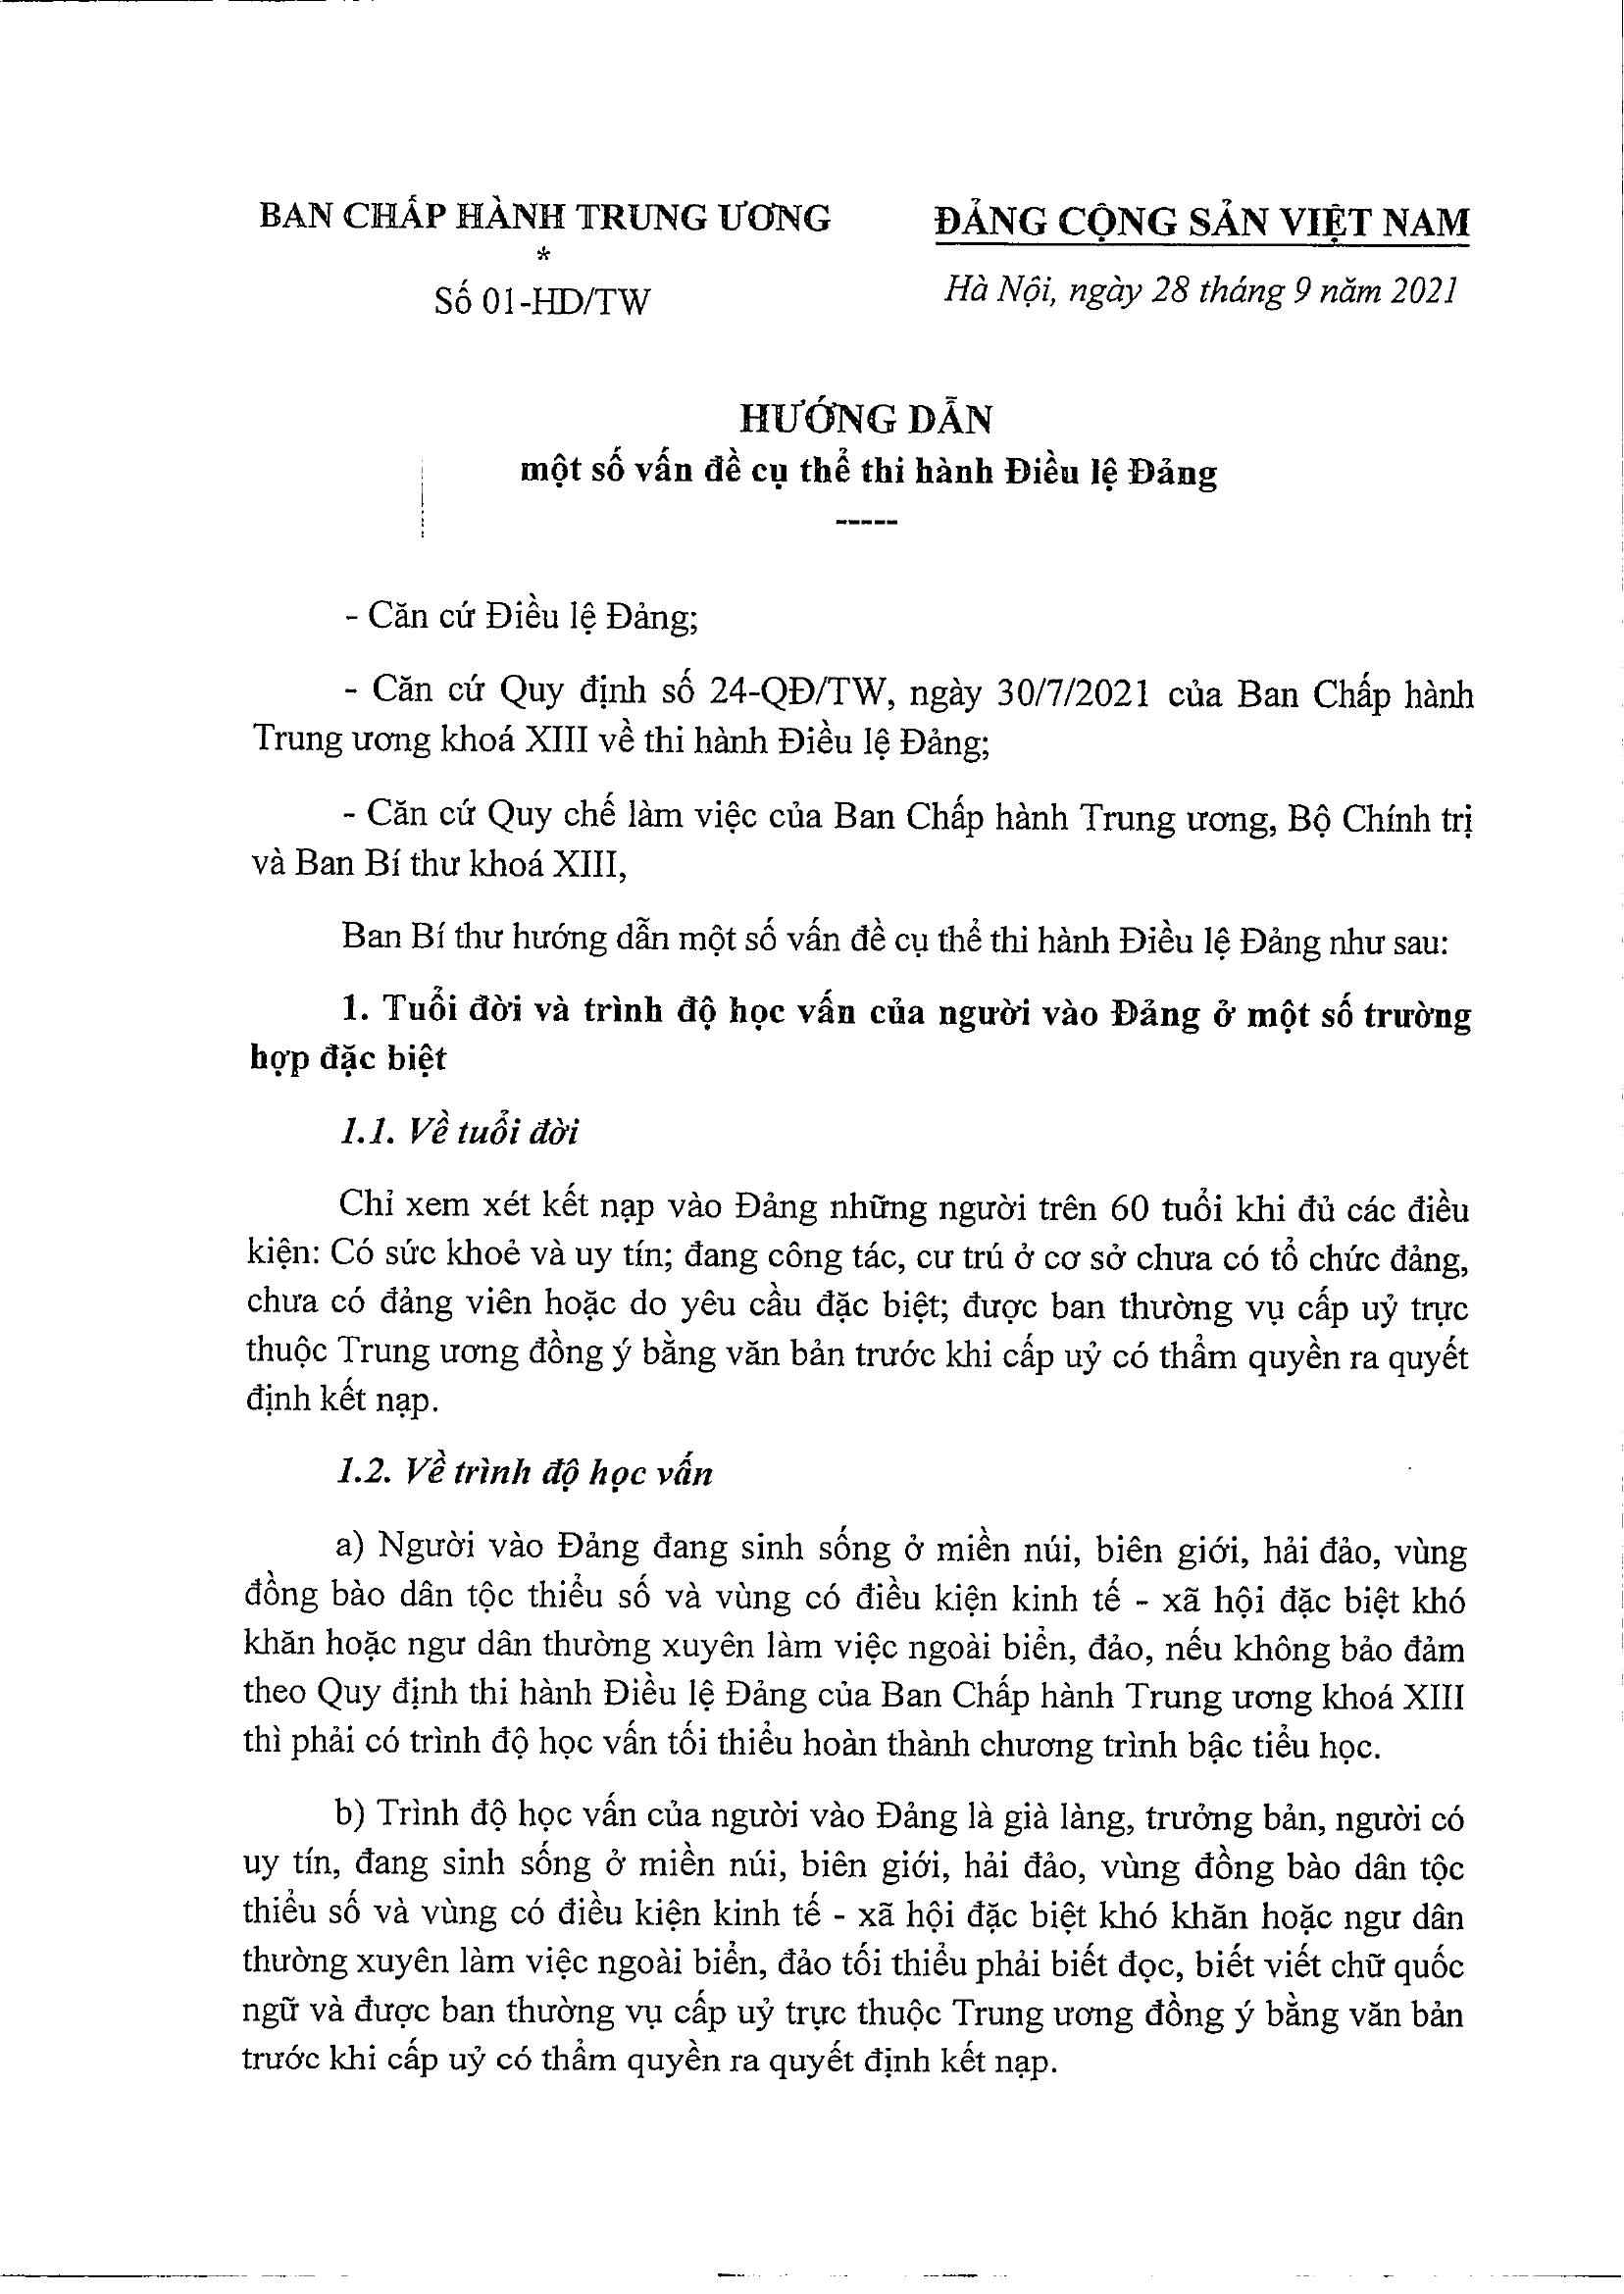 BAN CHẤP HÀNH TRUNG ƯƠNG
*
Số 01-HD/TW
ĐẢNG CỘNG SẢN VIỆT NAM
Hà Nội, ngày 28 tháng 9 năm 2021
HƯỚNG DẪN
một số vấn đề cụ thể thi hành Điều lệ Đảng
-----
- Căn cứ Điều lệ Đảng;
- Căn cứ Quy định số 24-QĐ/TW, ngày 30/7/2021 của Ban Chấp hành
Trung ương khoá XIII về thi hành Điều lệ Đảng;
- Căn cứ Quy chế làm việc của Ban Chấp hành Trung ương, Bộ Chính trị
và Ban Bí thư khoá XIII,
Ban Bí thư hướng dẫn một số vấn đề cụ thể thi hành Điều lệ Đảng như sau:
1. Tuổi đời và trình độ học vấn của người vào Đảng ở một số trường
hợp đặc biệt
1.1. Về tuổi đời
Chỉ xem xét kết nạp vào Đảng những người trên 60 tuổi khi đủ các điều
kiện: Có sức khoẻ và uy tín; đang công tác, cư trú ở cơ sở chưa có tổ chức đảng,
chưa có đảng viên hoặc do yêu cầu đặc biệt; được ban thường vụ cấp uỷ trực
thuộc Trung ương đồng ý bằng văn bản trước khi cấp uỷ có thẩm quyền ra quyết
định kết nạp.
1.2. Về trình độ học vấn
a) Người vào Đảng đang sinh sống ở miền núi, biên giới, hải đảo, vùng
đồng bào dân tộc thiểu số và vùng có điều kiện kinh tế - xã hội đặc biệt khó
khăn hoặc ngư dân thường xuyên làm việc ngoài biển, đảo, nếu không bảo đảm
theo Quy định thi hành Điều lệ Đảng của Ban Chấp hành Trung ương khoá XIII
thì phải có trình độ học vấn tối thiểu hoàn thành chương trình bậc tiểu học.
b) Trình độ học vấn của người vào Đảng là già làng, trưởng bản, người có
uy tín, đang sinh sống ở miền núi, biên giới, hải đảo, vùng đồng bào dân tộc
thiểu số và vùng có điều kiện kinh tế - xã hội đặc biệt khó khăn hoặc ngư dân
thường xuyên làm việc ngoài biển, đảo tối thiểu phải biết đọc, biết viết chữ quốc
ngữ và được ban thường vụ cấp uỷ trực thuộc Trung ương đồng ý bằng văn bản
trước khi cấp uỷ có thẩm quyền ra quyết định kết nạp.